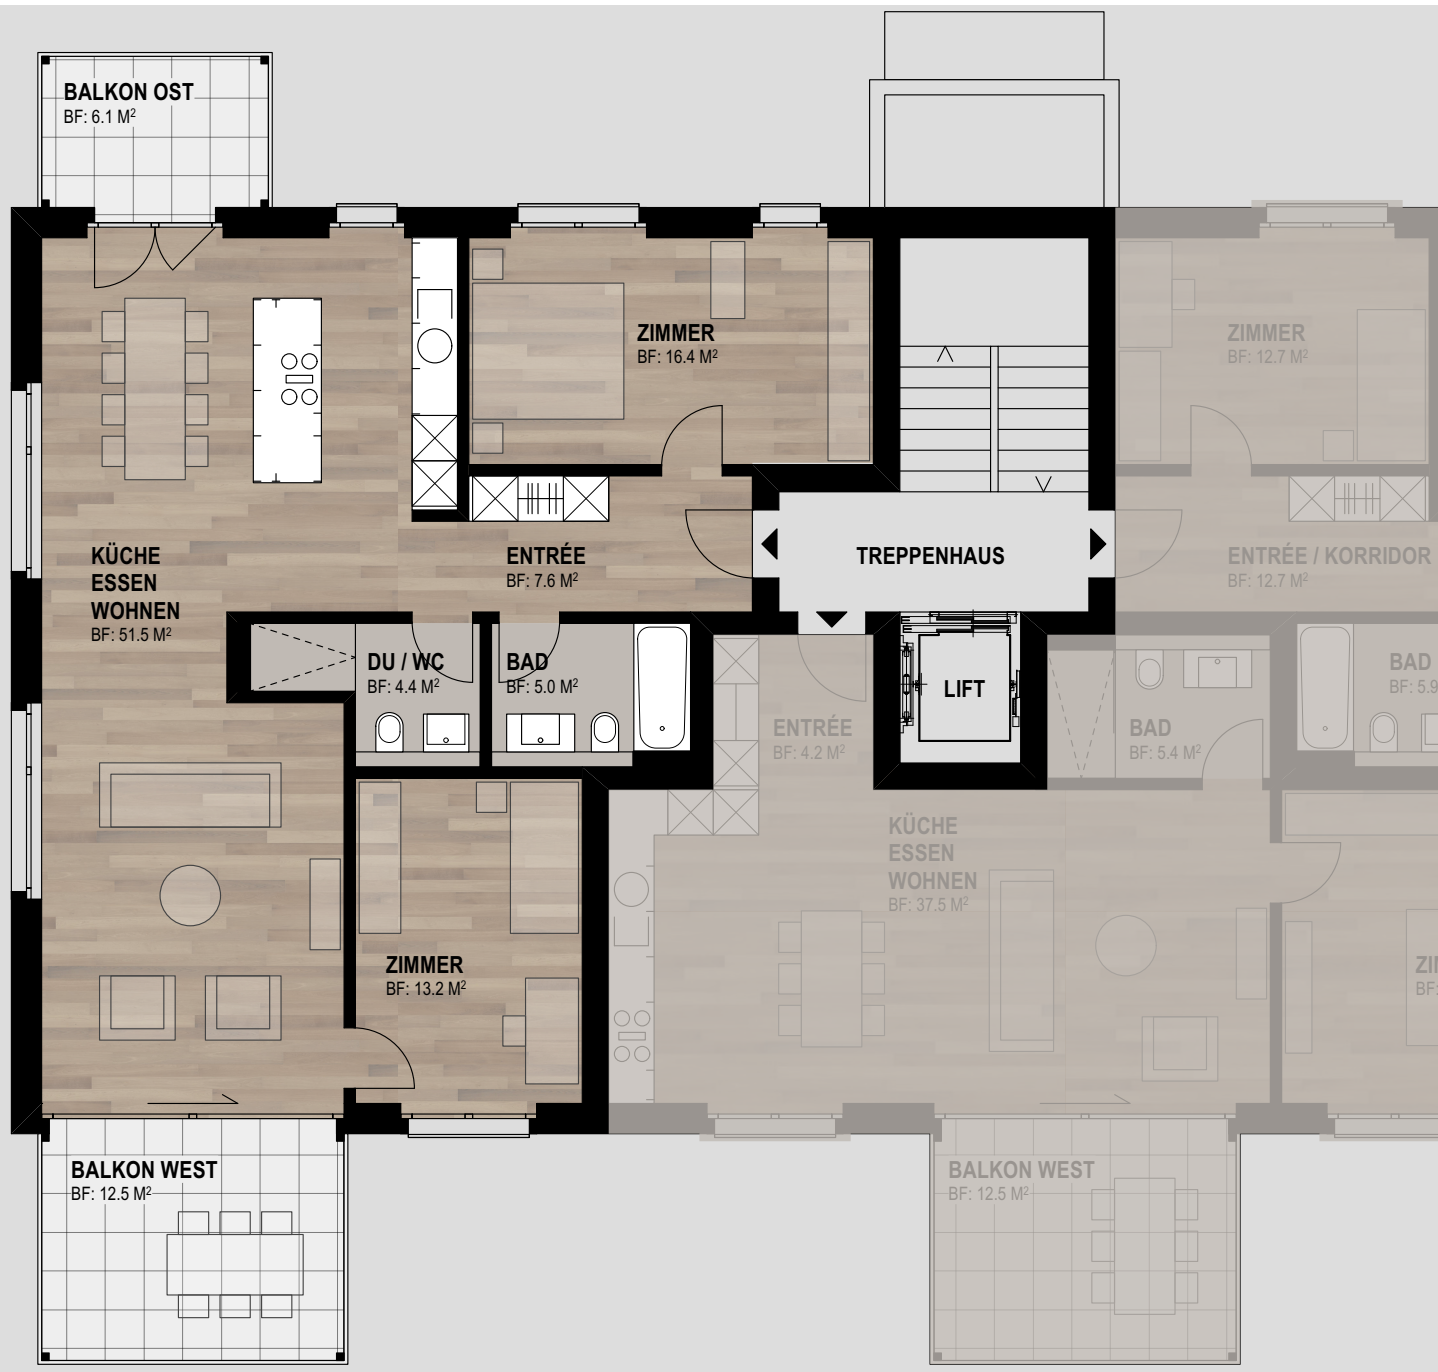 BALKON OST
BF: 6.1 M²
ZIMMER
BF: 16.4 M²
ZIMMER
BF: 12.7 M²
KÜCHE
ESSEN
WOHNEN
BF: 51.5 M²
ENTRÉE
BF: 7.6 M²
TREPPENHAUS
ENTRÉE / KORRIDOR
BF: 12.7 M²
DU / WC
BF: 4.4 M²
BAD
BF: 5.0 M²
LIFT
ENTRÉE
BF: 4.2 M²
BAD
BF: 5.4 M²
BAD
BF: 5.9
KÜCHE
ESSEN
WOHNEN
BF: 37.5 M²
ZIMMER
BF: 13.2 M²
BF:
BALKON WEST
BF: 12.5 M²
BALKON WEST
BF: 12.5 M²